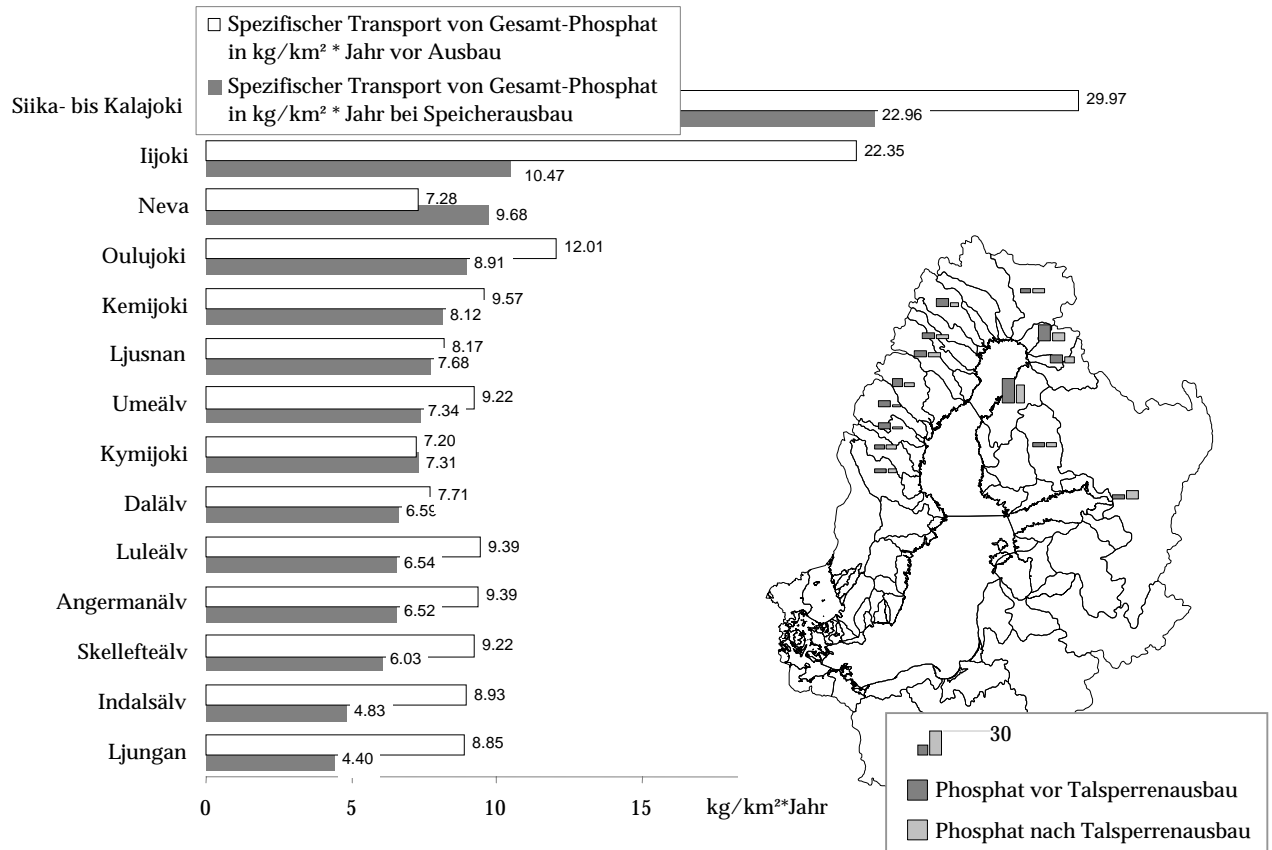 Spezifischer Transport von Gesamt-Phosphat
in kg/km² * Jahr vor Ausbau
Spezifischer Transport von Gesamt-Phosphat
in kg/km² * Jahr bei Speicherausbau
Siika- bis Kalajoki
29.97
22.96
Iijoki
22.35
10.47
Neva
7.28
9.68
Oulujoki
12.01
8.91
Kemijoki
9.57
8.12
Ljusnan
8.17
7.68
Umeälv
9.22
7.34
Kymijoki
7.20
7.31
Dalälv
7.71
6.59
Luleälv
9.39
6.54
Angermanälv
9.39
6.52
Skellefteälv
9.22
6.03
Indalsälv
8.93
4.83
Ljungan
8.85
4.40
0 5 10 15 kg/km²*Jahr
30
Phosphat vor Talsperrenausbau
Phosphat nach Talsperrenausbau